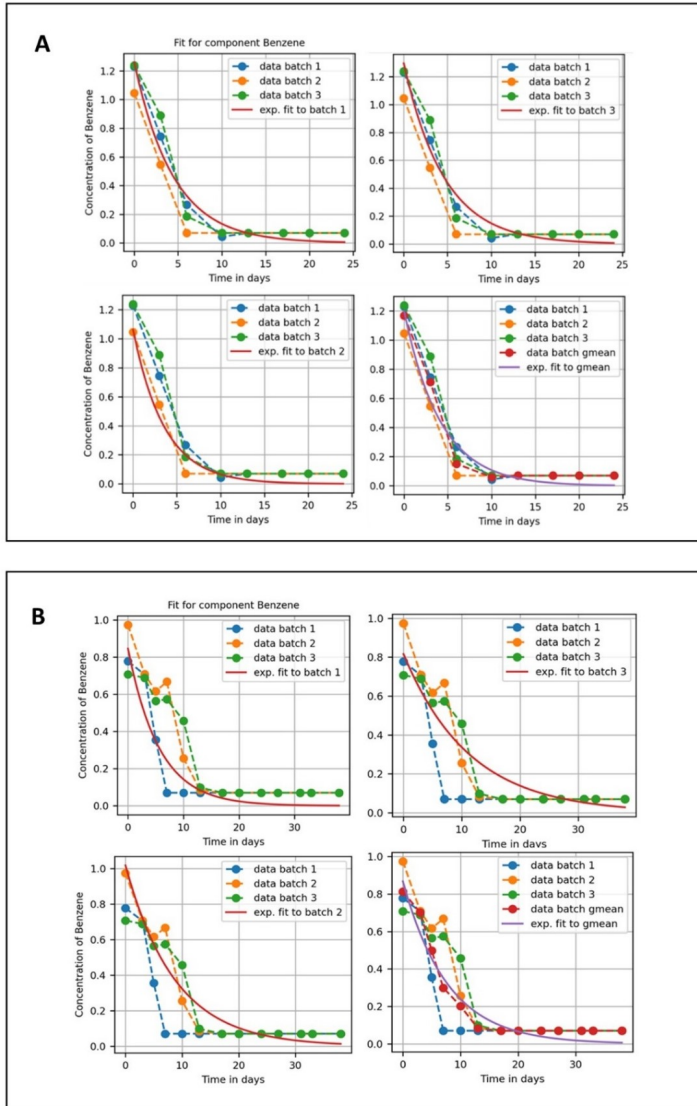 A
Fit for component Benzene
Concentration of Benzene
1.2
1.0
0.8
0.6
0.4
0.2
0.0
data batch 1
data batch 2
data batch 3
exp. fit to batch 1
0 5 10 15 20 25
Time in days
1.2
1.0
0.8
0.6
0.4
0.2
0.0
data batch 1
data batch 2
data batch 3
exp. fit to batch 3
0 5 10 15 20 25
Time in days
Concentration of Benzene
1.2
1.0
0.8
0.6
0.4
0.2
0.0
data batch 1
data batch 2
data batch 3
exp. fit to batch 2
0 5 10 15 20 25
Time in days
1.2
1.0
0.8
0.6
0.4
0.2
0.0
data batch 1
data batch 2
data batch 3
data batch gmean
exp. fit to gmean
0 5 10 15 20 25
Time in days
B
Fit for component Benzene
Concentration of Benzene
1.0
0.8
0.6
0.4
0.2
0.0
data batch 1
data batch 2
data batch 3
exp. fit to batch 1
0 10 20 30
Time in days
1.0
0.8
0.6
0.4
0.2
0.0
data batch 1
data batch 2
data batch 3
exp. fit to batch 3
0 10 20 30
Time in days
Concentration of Benzene
1.0
0.8
0.6
0.4
0.2
0.0
data batch 1
data batch 2
data batch 3
exp. fit to batch 2
0 10 20 30
Time in days
1.0
0.8
0.6
0.4
0.2
0.0
data batch 1
data batch 2
data batch 3
data batch gmean
exp. fit to gmean
0 10 20 30
Time in days